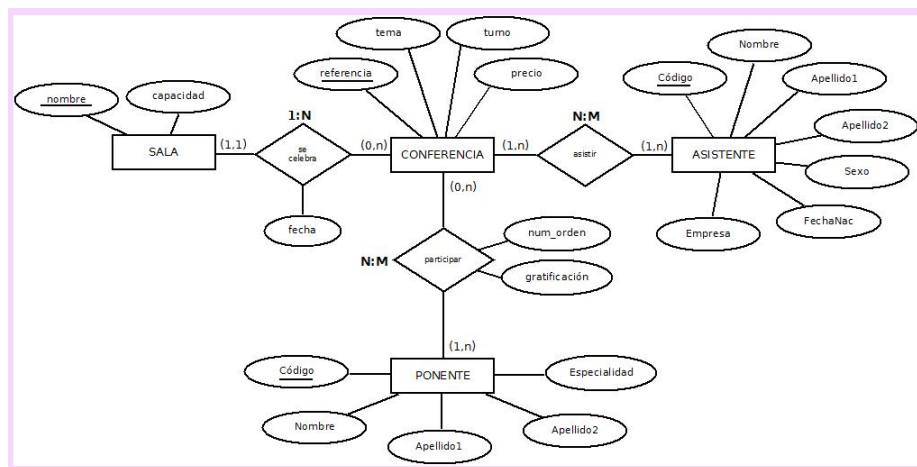 tema
turno
Nombre
referencia
precio
Código
Apellido1
nombre
capacidad
1:N
N:M
Apellido2
SALA
(1,1)
se
celebra
(0,n)
CONFERENCIA
(1,n)
asistir
(1,n)
ASISTENTE
Sexo
(0,n)
fecha
num_orden
Empresa
FechaNac
N:M
participar
gratificación
(1,n)
Código
PONENTE
Especialidad
Nombre
Apellido1
Apellido2